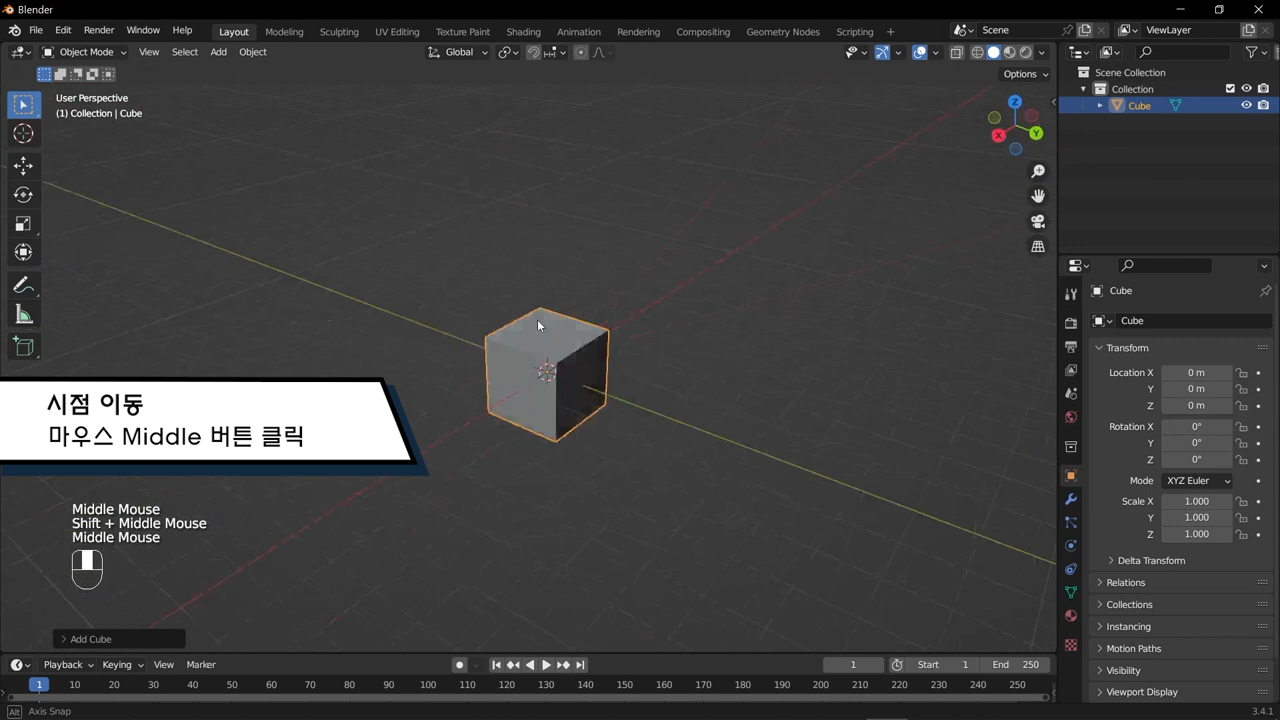 Blender
File Edit Render Window Help Layout Modeling Sculpting UV Editing Texture Paint Shading Animation Rendering Compositing Geometry Nodes Scripting Scene ViewLayer
Object Mode View Select Add Object Global
Options
User Perspective
(1) Collection | Cube
Z
Y
X
Scene Collection
Collection
Cube
Cube
Cube
Transform
Location X 0 m
Y 0 m
Z 0 m
Rotation X 0°
Y 0°
Z 0°
Mode XYZ Euler
Scale X 1.000
Y 1.000
Z 1.000
Delta Transform
Relations
Collections
Instancing
Motion Paths
Visibility
Viewport Display
시점 이동
마우스 Middle 버튼 클릭
Middle Mouse
Shift + Middle Mouse
Middle Mouse
Add Cube
Playback Keying View Marker 1 Start 1 End 250
1 10 20 30 40 50 60 70 80 90 100 110 120 130 140 150 160 170 180 190 200 210 220 230 240 250
Alt Axis Snap 3.4.1